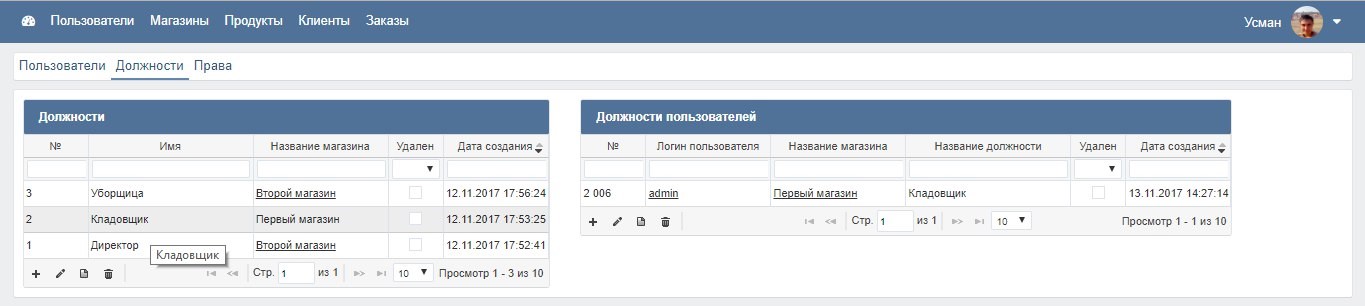 Пользователи Магазины Продукты Клиенты Заказы Усман
Пользователи Должности Права
Должности
№ Имя Название магазина Удален Дата создания
3 Уборщица Второй магазин 12.11.2017 17:56:24
2 Кладовщик Первый магазин 12.11.2017 17:53:25
1 Директор Второй магазин 12.11.2017 17:52:41
Кладовщик
Стр. 1 из 1 10 Просмотр 1 - 3 из 10
Должности пользователей
№ Логин пользователя Название магазина Название должности Удален Дата создания
2 006 admin Первый магазин Кладовщик 13.11.2017 14:27:14
Стр. 1 из 1 10 Просмотр 1 - 1 из 10